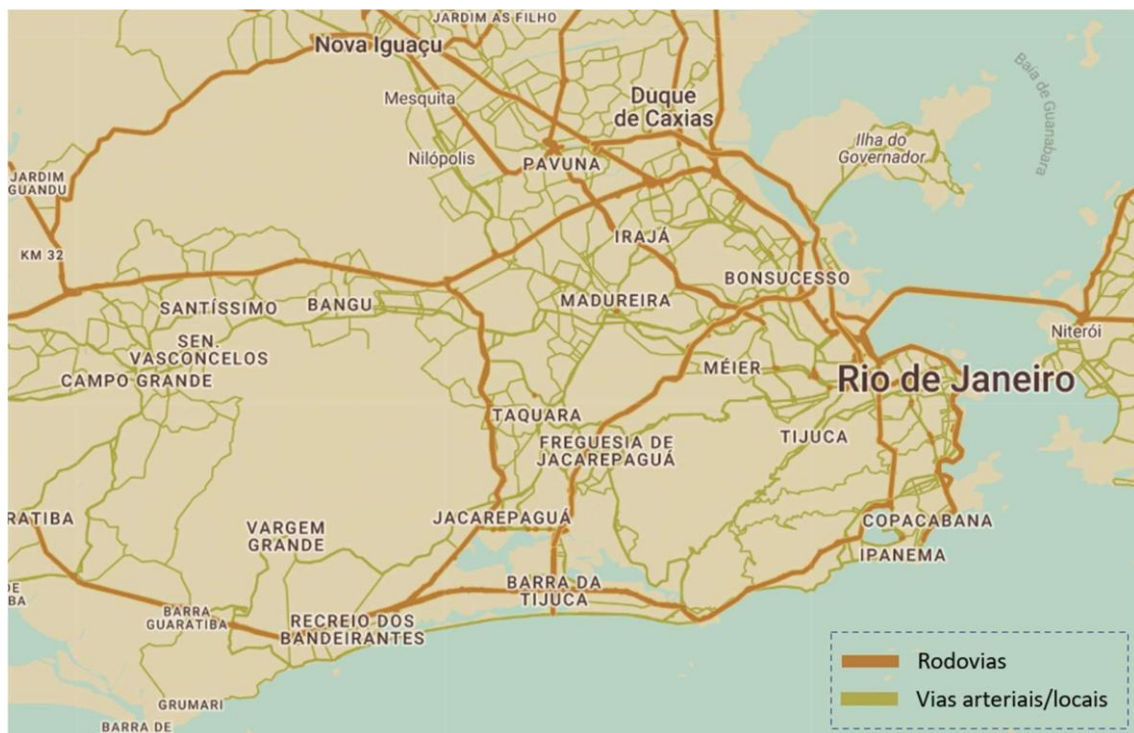 JARDIM AS FILHO
Nova Iguaçu
Mesquita
Duque
de Caxias
Baía de Guanabara
Ilha do
Governador
Nilópolis
PAVUNA
JARDIM
GUANDU
IRAJÁ
KM 32
BONSUCESSO
SANTÍSSIMO
BANGU
MADUREIRA
Niterói
SEN.
VASCONCELOS
CAMPO GRANDE
MÉIER
Rio de Janeiro
TAQUARA
TIJUCA
FREGUESIA DE
JACAREPAGUÁ
RATIBA
VARGEM
GRANDE
JACAREPAGUÁ
COPACABANA
IPANEMA
DE
BA
BARRA DA
TIJUCA
BARRA
GUARATIBA
RECREIO DOS
BANDEIRANTES
GRUMARI
BARRA DE
Rodovias
Vias arteriais/locais